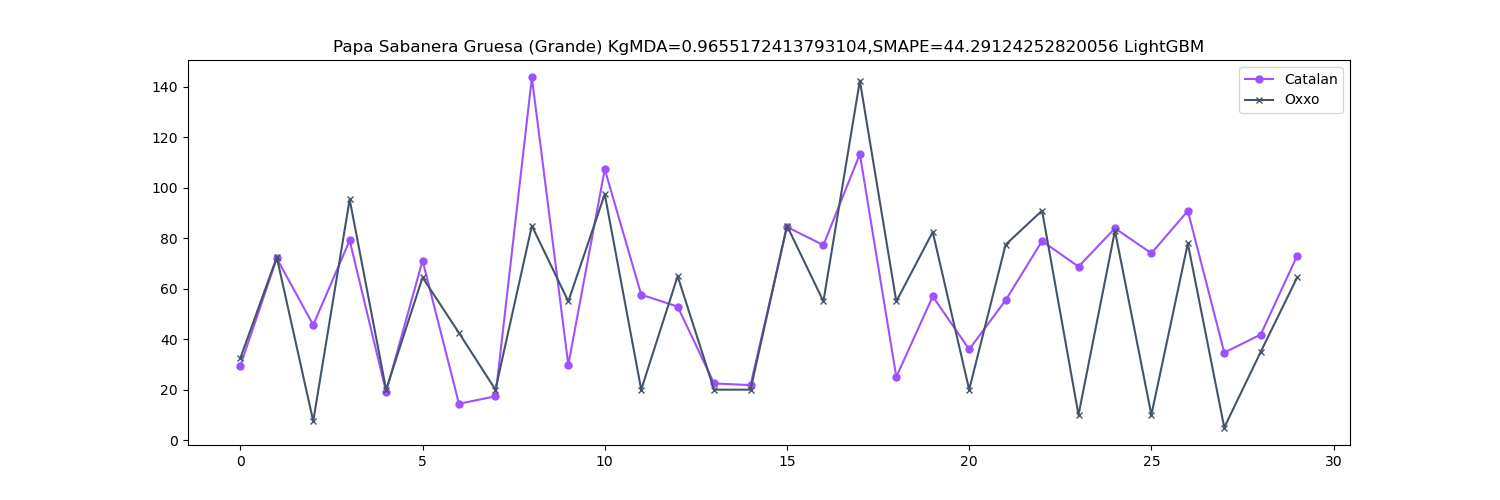 Papa Sabanera Gruesa (Grande) KgMDA=0.9655172413793104,SMAPE=44.29124252820056 LightGBM
Catalan
Oxxo
140
120
100
80
60
40
20
0
0 5 10 15 20 25 30